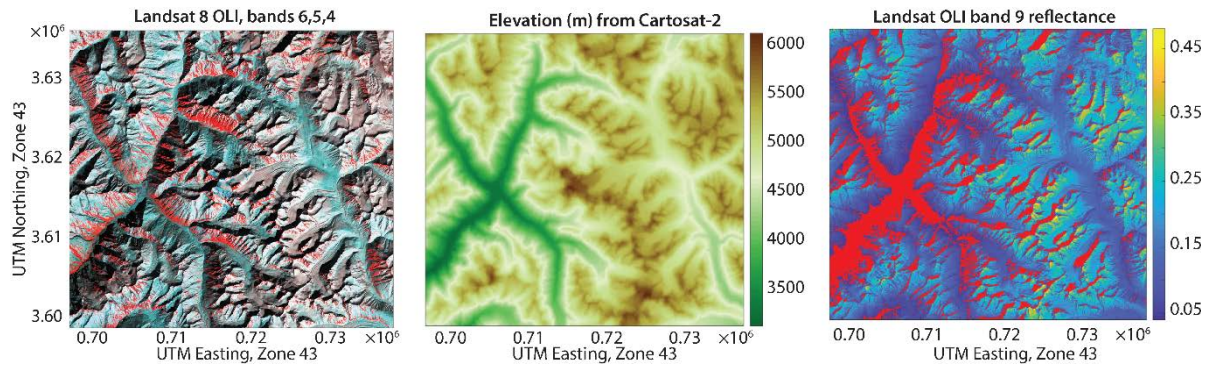 Landsat 8 OLI, bands 6,5,4
×10⁶
3.63
3.62
3.61
3.60
UTM Northing, Zone 43
0.70 0.71 0.72 0.73 ×10⁶
UTM Easting, Zone 43
Elevation (m) from Cartosat-2
6000
5500
5000
4500
4000
3500
0.70 0.71 0.72 0.73 ×10⁶
UTM Easting, Zone 43
Landsat OLI band 9 reflectance
0.45
0.35
0.25
0.15
0.05
0.70 0.71 0.72 0.73 ×10⁶
UTM Easting, Zone 43